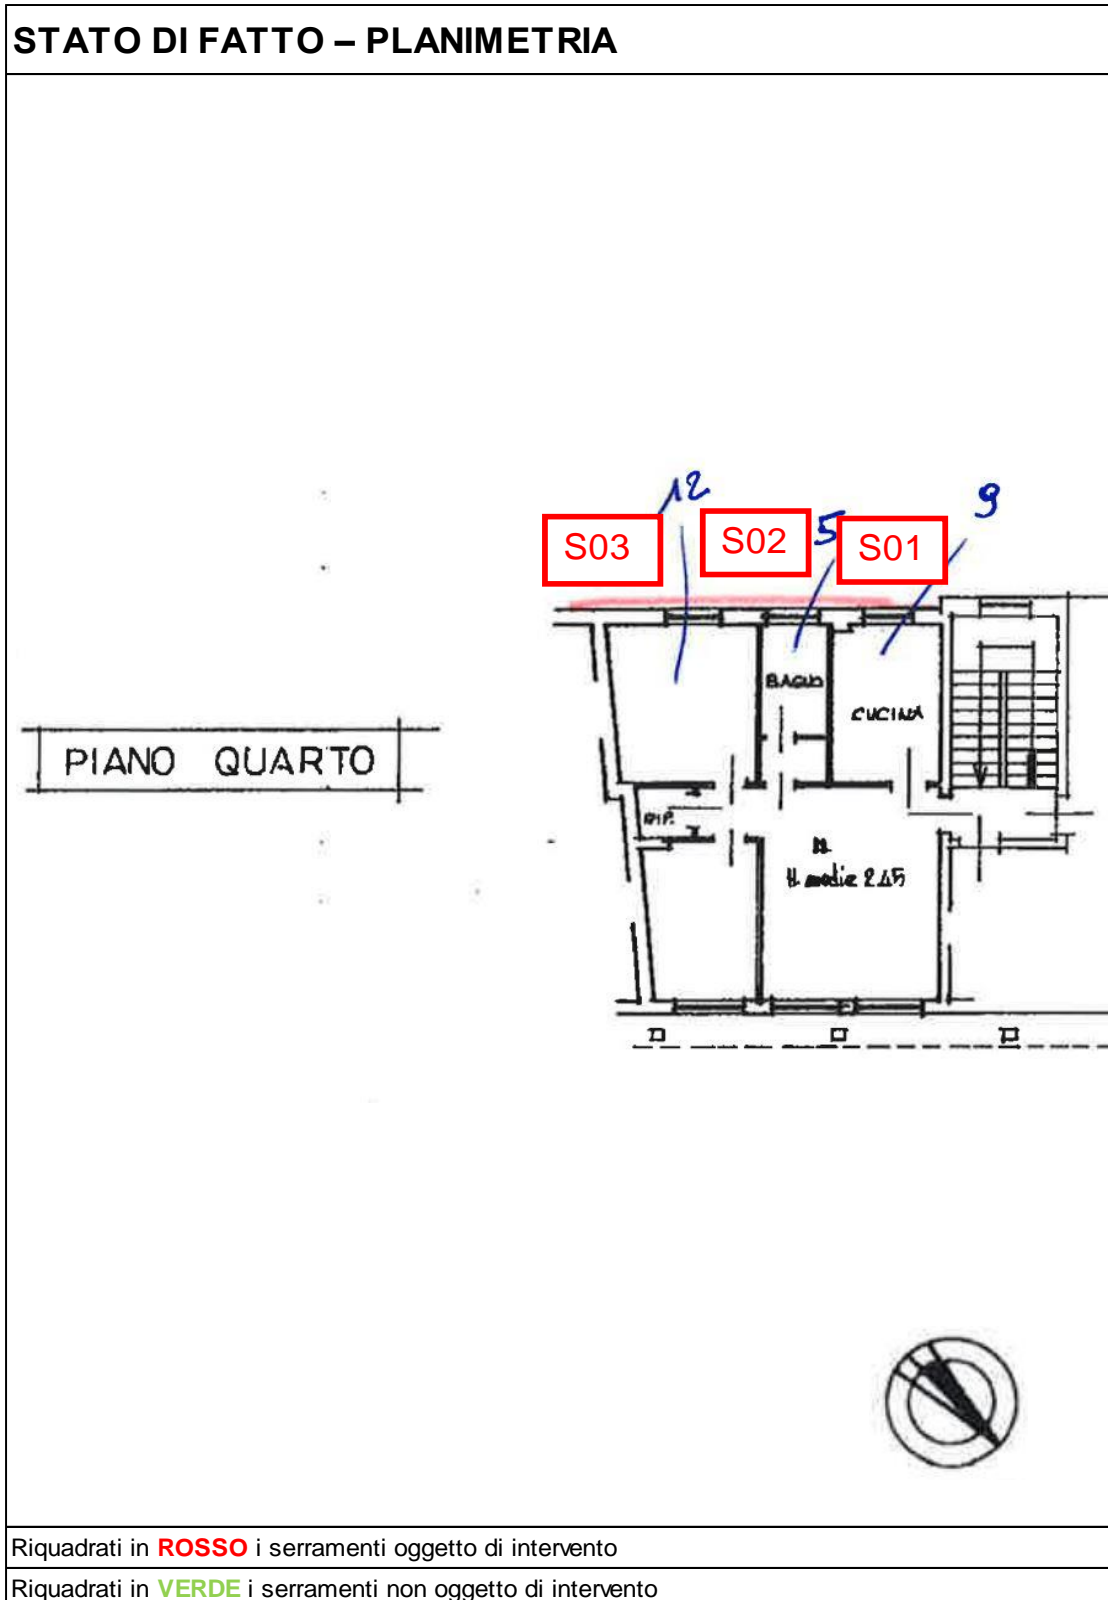 STATO DI FATTO – PLANIMETRIA
12
9
S03
S02
5
S01
BAGNO
CUCINA
PIANO QUARTO
RIP.
H. media 2.45
Riquadrati in ROSSO i serramenti oggetto di intervento
Riquadrati in VERDE i serramenti non oggetto di intervento